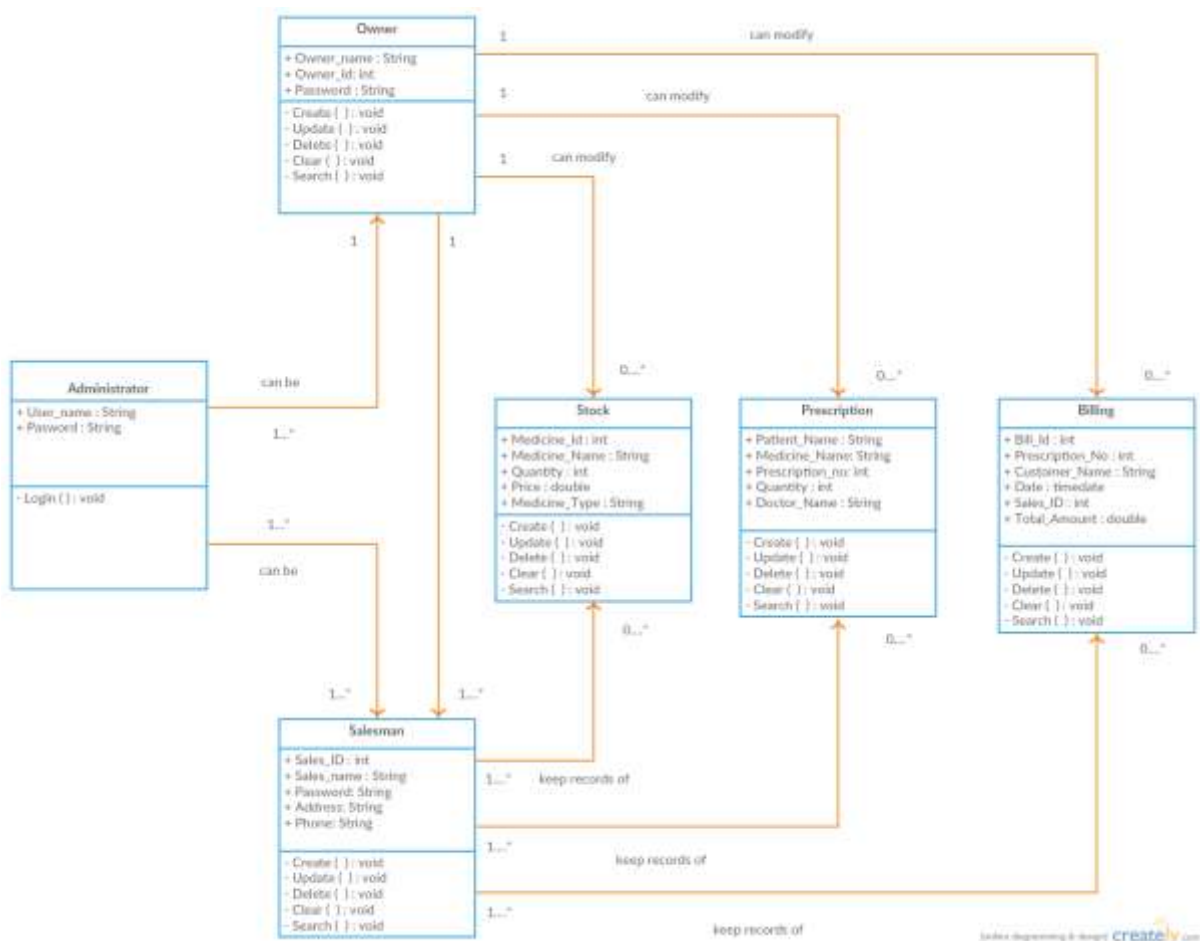 Owner
+ Owner_name : String
+ Owner_Id: int
+ Password : String
- Create ( ) : void
- Update ( ) : void
- Delete ( ) : void
- Clear ( ) : void
- Search ( ) : void
1
can modify
1
can modify
1
can modify
1
1
0...*
0...*
0...*
Administrator
+ User_name : String
+ Pasword : String
- Login ( ) : void
can be
1...*
1...*
can be
Stock
+ Medicine_Id : int
+ Medicine_Name : String
+ Quantity : int
+ Price : double
+ Medicine_Type : String
- Create ( ) : void
- Update ( ) : void
- Delete ( ) : void
- Clear ( ) : void
- Search ( ) : void
Prescription
+ Patient_Name : String
+ Medicine_Name: String
+ Prescription_no: int
+ Quantity : int
+ Doctor_Name : String
- Create ( ) : void
- Update ( ) : void
- Delete ( ) : void
- Clear ( ) : void
- Search ( ) : void
Billing
+ Bill_Id : int
+ Prescription_No : int
+ Customer_Name : String
+ Date : timedate
+ Sales_ID : int
+ Total_Amount : double
- Create ( ) : void
- Update ( ) : void
- Delete ( ) : void
- Clear ( ) : void
- Search ( ) : void
0...*
0...*
0...*
1...*
1...*
Salesman
+ Sales_ID : int
+ Sales_name : String
+ Password: String
+ Address: String
+ Phone: String
- Create ( ) : void
- Update ( ) : void
- Delete ( ) : void
- Clear ( ) : void
- Search ( ) : void
1...*
keep records of
1...*
keep records of
1...*
keep records of
creately